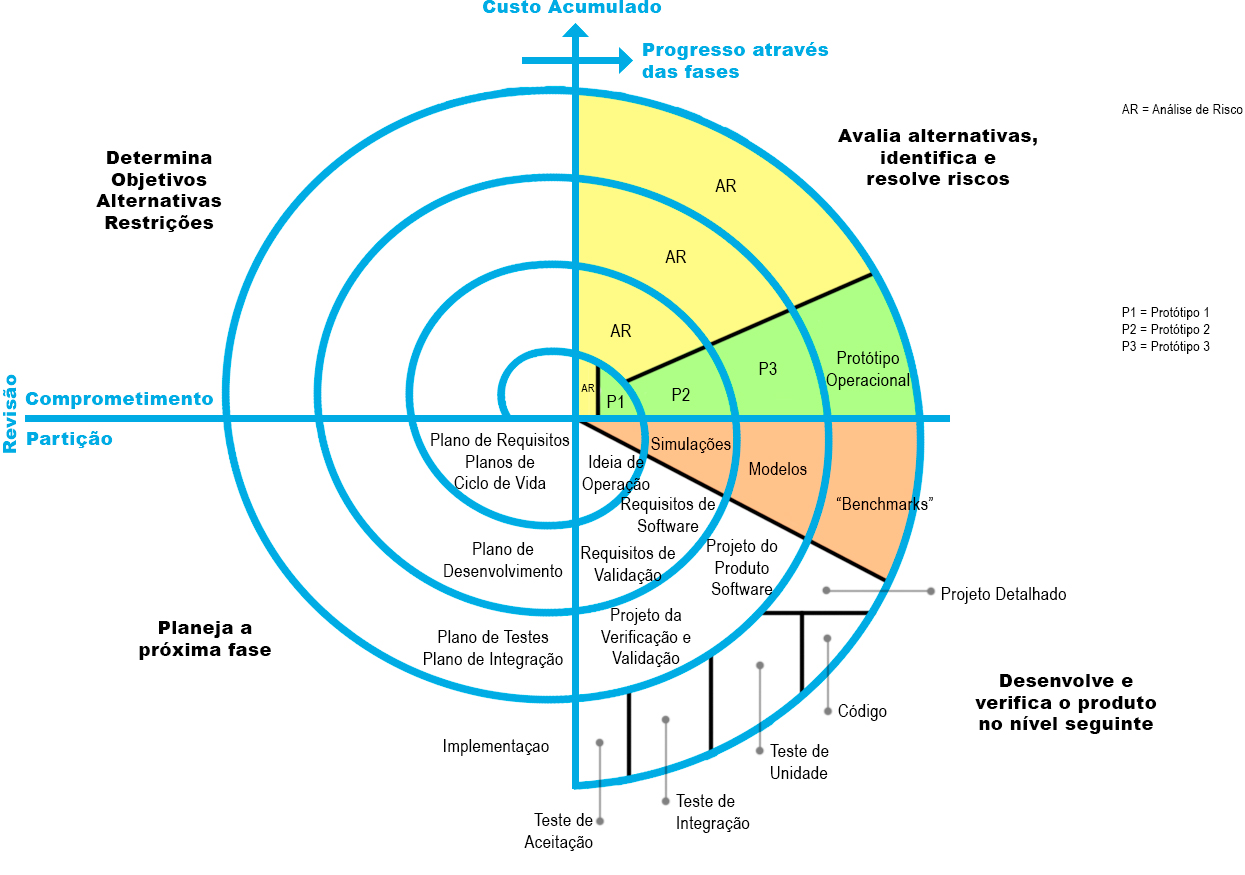 Custo Acumulado
Progresso através
das fases
AR = Análise de Risco
Avalia alternativas,
identifica e
resolve riscos
Determina
Objetivos
Alternativas
Restrições
AR
AR
AR
AR
P1 = Protótipo 1
P2 = Protótipo 2
P3 = Protótipo 3
Protótipo
Operacional
P3
P2
P1
Revisão
Comprometimento
Partição
Plano de Requisitos
Planos de
Ciclo de Vida
Ideia de
Operação
Simulações
Modelos
“Benchmarks”
Requisitos de
Software
Plano de
Desenvolvimento
Requisitos de
Validação
Projeto do
Produto
Software
Projeto Detalhado
Planeja a
próxima fase
Plano de Testes
Plano de Integração
Projeto da
Verificação e
Validação
Desenvolve e
verifica o produto
no nível seguinte
Código
Implementaçao
Teste de
Unidade
Teste de
Integração
Teste de
Aceitação